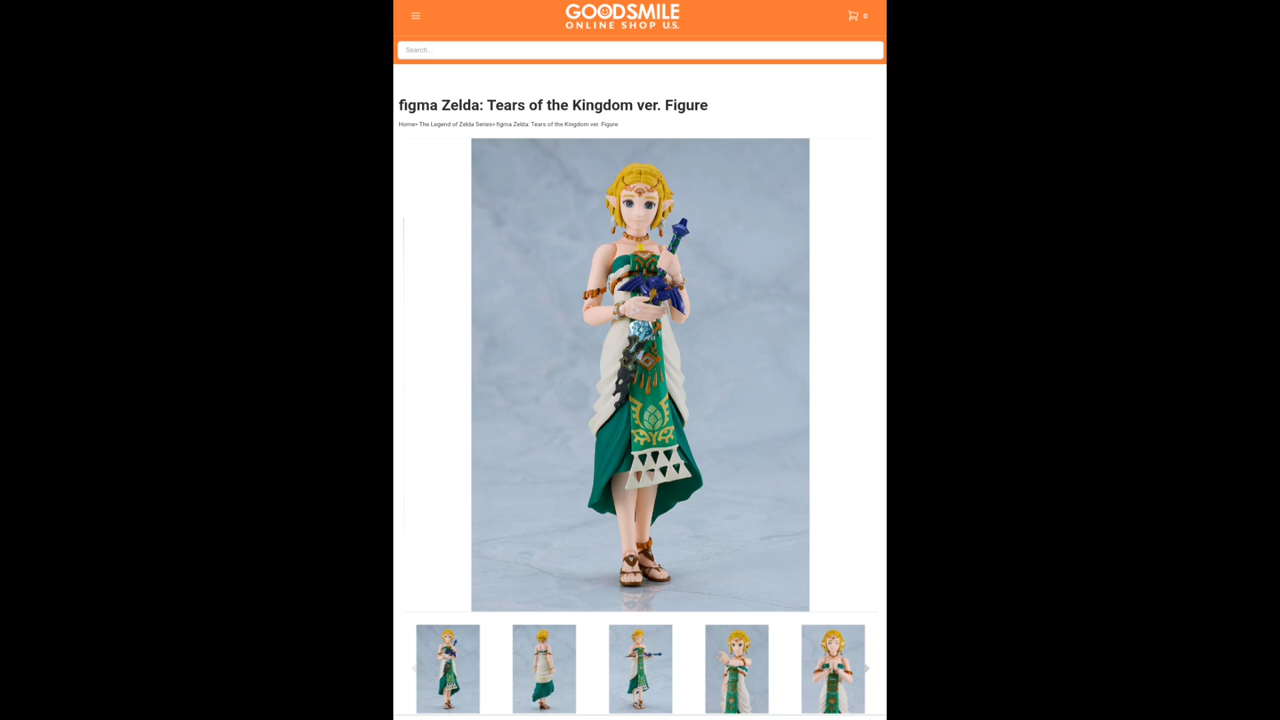 GOODSMILE
ONLINE SHOP U.S.
0
Search...
figma Zelda: Tears of the Kingdom ver. Figure
Home> The Legend of Zelda Series> figma Zelda: Tears of the Kingdom ver. Figure